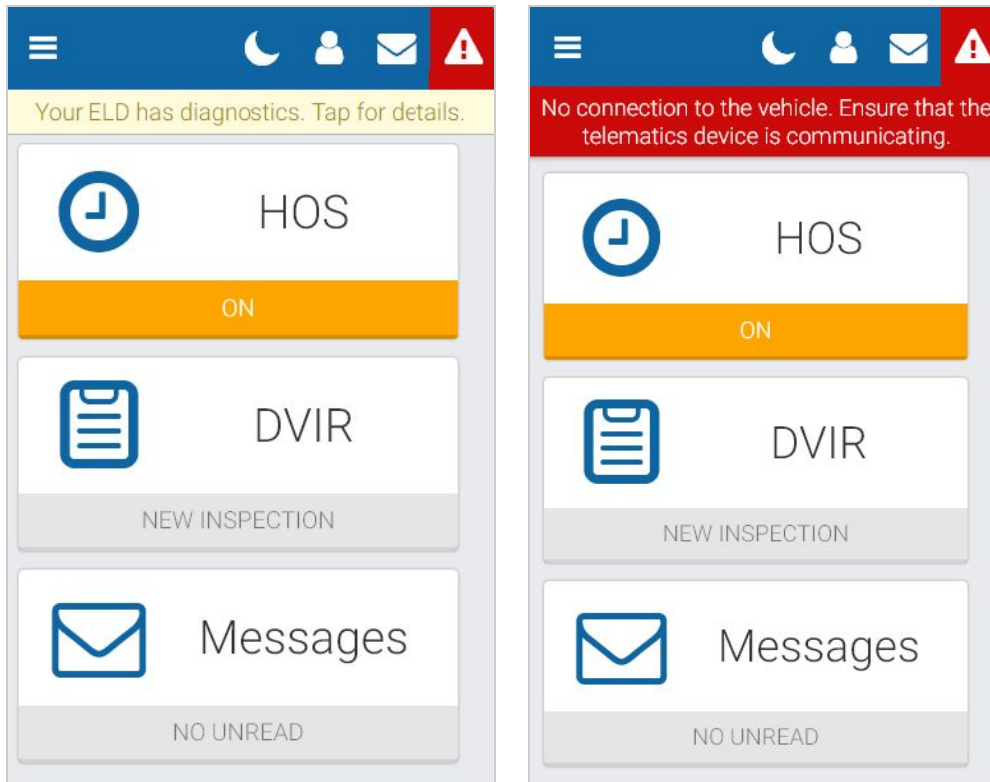 Your ELD has diagnostics. Tap for details.
HOS
ON
DVIR
NEW INSPECTION
Messages
NO UNREAD
No connection to the vehicle. Ensure that the
telematics device is communicating.
HOS
ON
DVIR
NEW INSPECTION
Messages
NO UNREAD